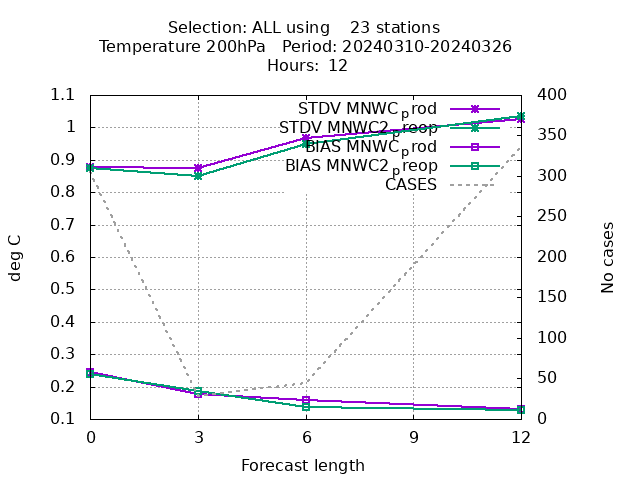 Selection: ALL using    23 stations
Temperature 200hPa   Period: 20240310-20240326
Hours:  12
STDV MNWC_prod
STDV MNWC2_preop
BIAS MNWC_prod
BIAS MNWC2_preop
CASES
1.1
1
0.9
0.8
0.7
0.6
0.5
0.4
0.3
0.2
0.1
deg C
400
350
300
250
200
150
100
50
0
No cases
0 3 6 9 12
Forecast length